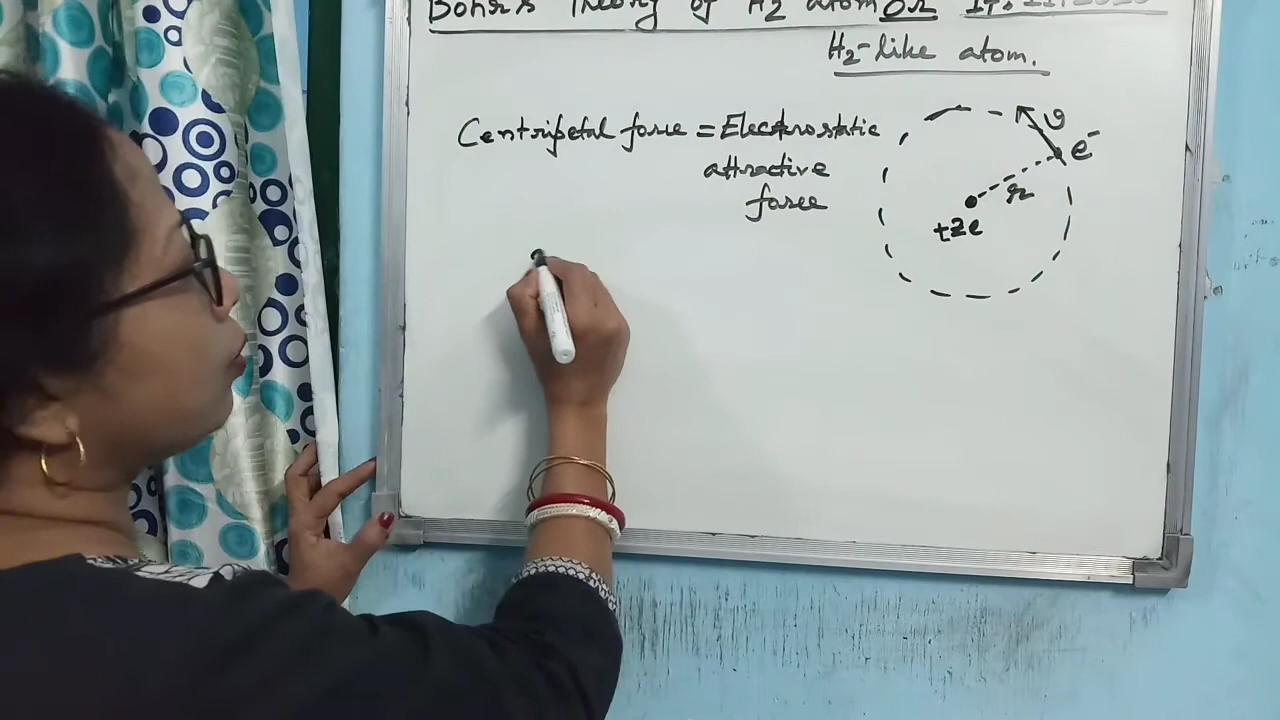 Bohr's Theory of H2 atom or
H2-like atom.
Centripetal force = Electrostatic
attractive
force
v
e-
r
+Ze